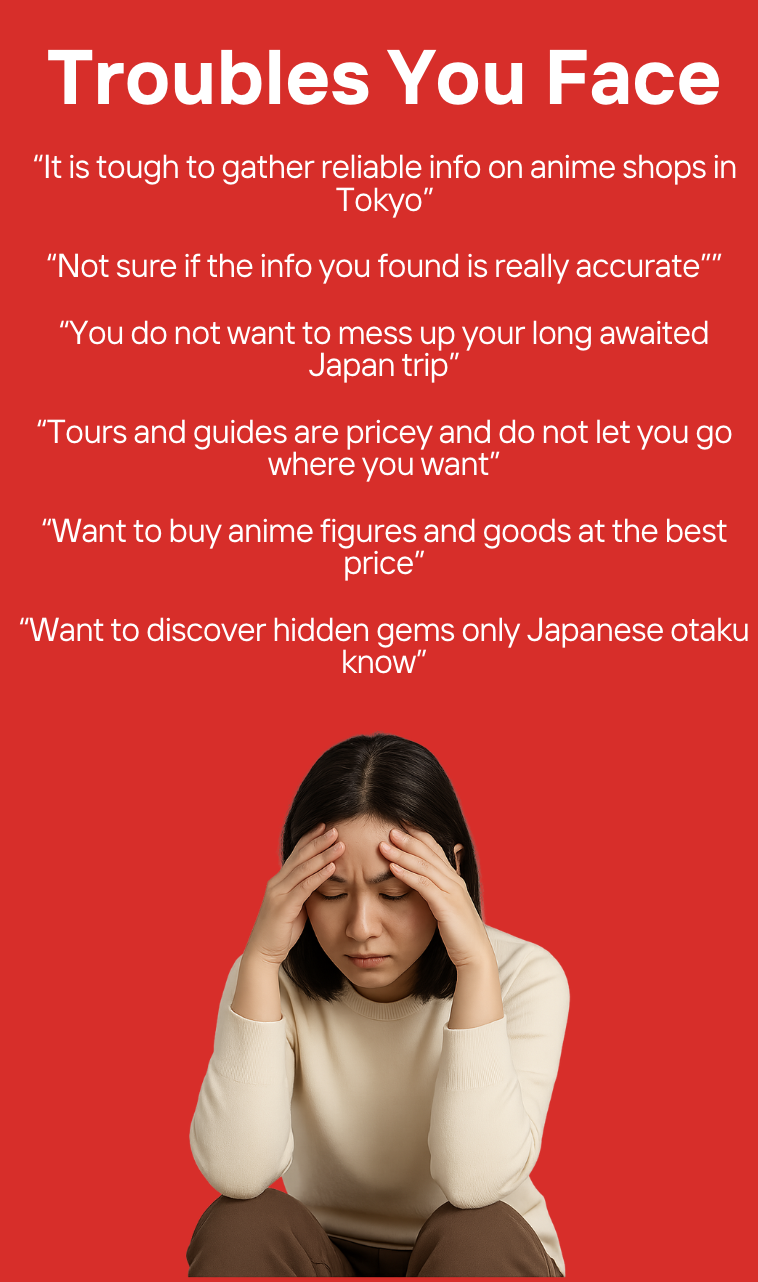 Troubles You Face
“It is tough to gather reliable info on anime shops in
Tokyo”
“Not sure if the info you found is really accurate””
“You do not want to mess up your long awaited
Japan trip”
“Tours and guides are pricey and do not let you go
where you want”
“Want to buy anime figures and goods at the best
price”
“Want to discover hidden gems only Japanese otaku
know”